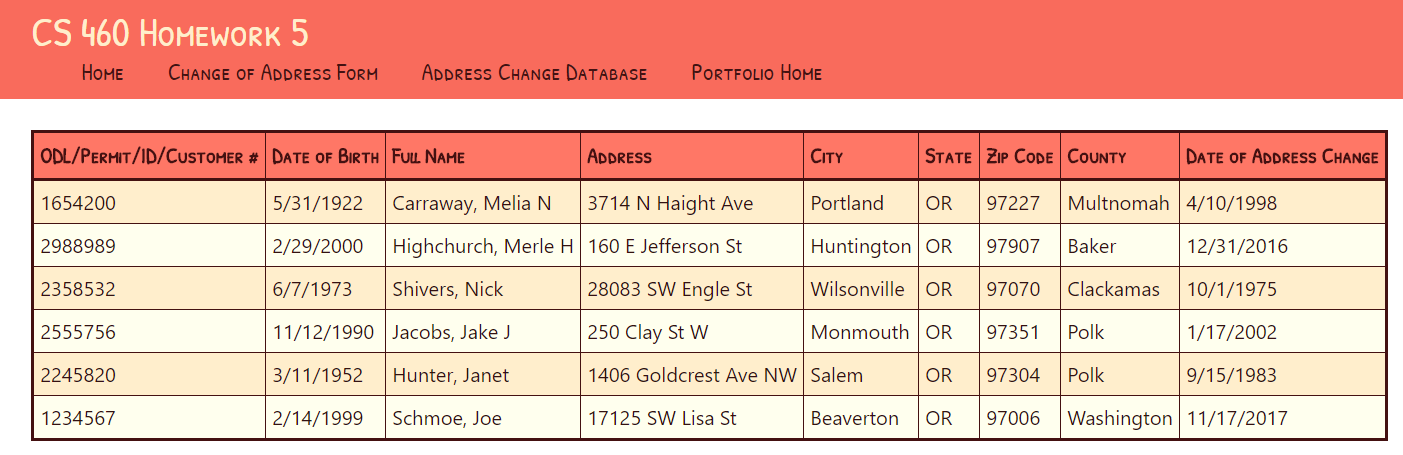 CS 460 Homework 5
Home Change of Address Form Address Change Database Portfolio Home
ODL/Permit/ID/Customer # Date of Birth Full Name Address City State Zip Code County Date of Address Change
1654200 5/31/1922 Carraway, Melia N 3714 N Haight Ave Portland OR 97227 Multnomah 4/10/1998
2988989 2/29/2000 Highchurch, Merle H 160 E Jefferson St Huntington OR 97907 Baker 12/31/2016
2358532 6/7/1973 Shivers, Nick 28083 SW Engle St Wilsonville OR 97070 Clackamas 10/1/1975
2555756 11/12/1990 Jacobs, Jake J 250 Clay St W Monmouth OR 97351 Polk 1/17/2002
2245820 3/11/1952 Hunter, Janet 1406 Goldcrest Ave NW Salem OR 97304 Polk 9/15/1983
1234567 2/14/1999 Schmoe, Joe 17125 SW Lisa St Beaverton OR 97006 Washington 11/17/2017